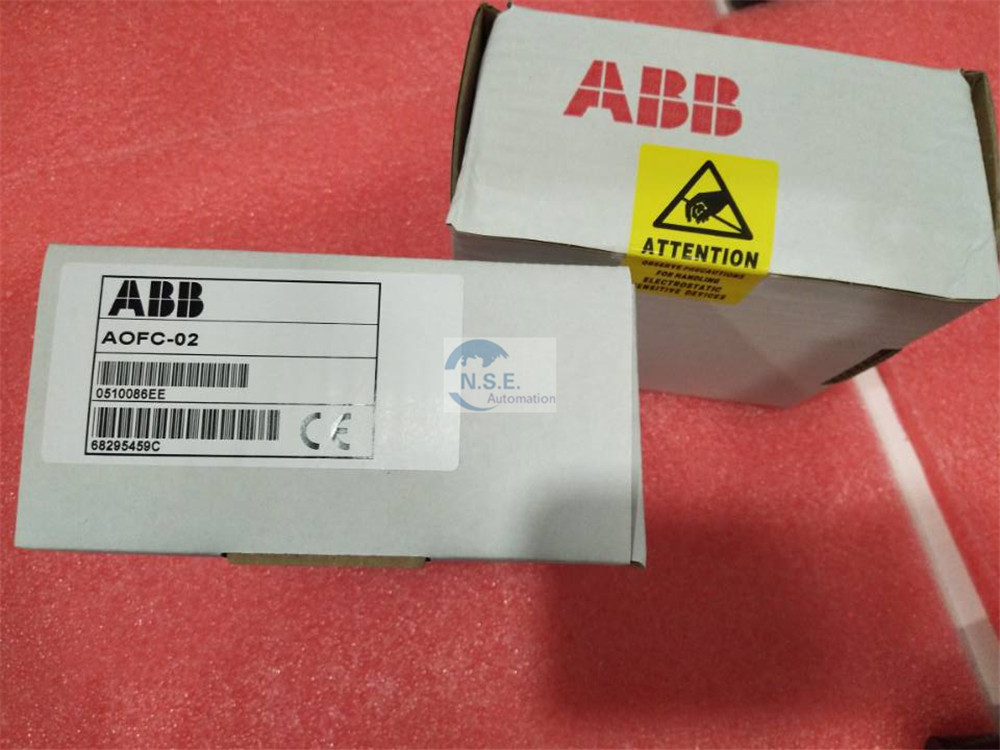 ABB
ATTENTION
OBSERVE PRECAUTIONS
FOR HANDLING
ELECTROSTATIC
SENSITIVE DEVICES
ABB
AOFC-02
0510086EE
68295459C
CE
N.S.E.
Automation